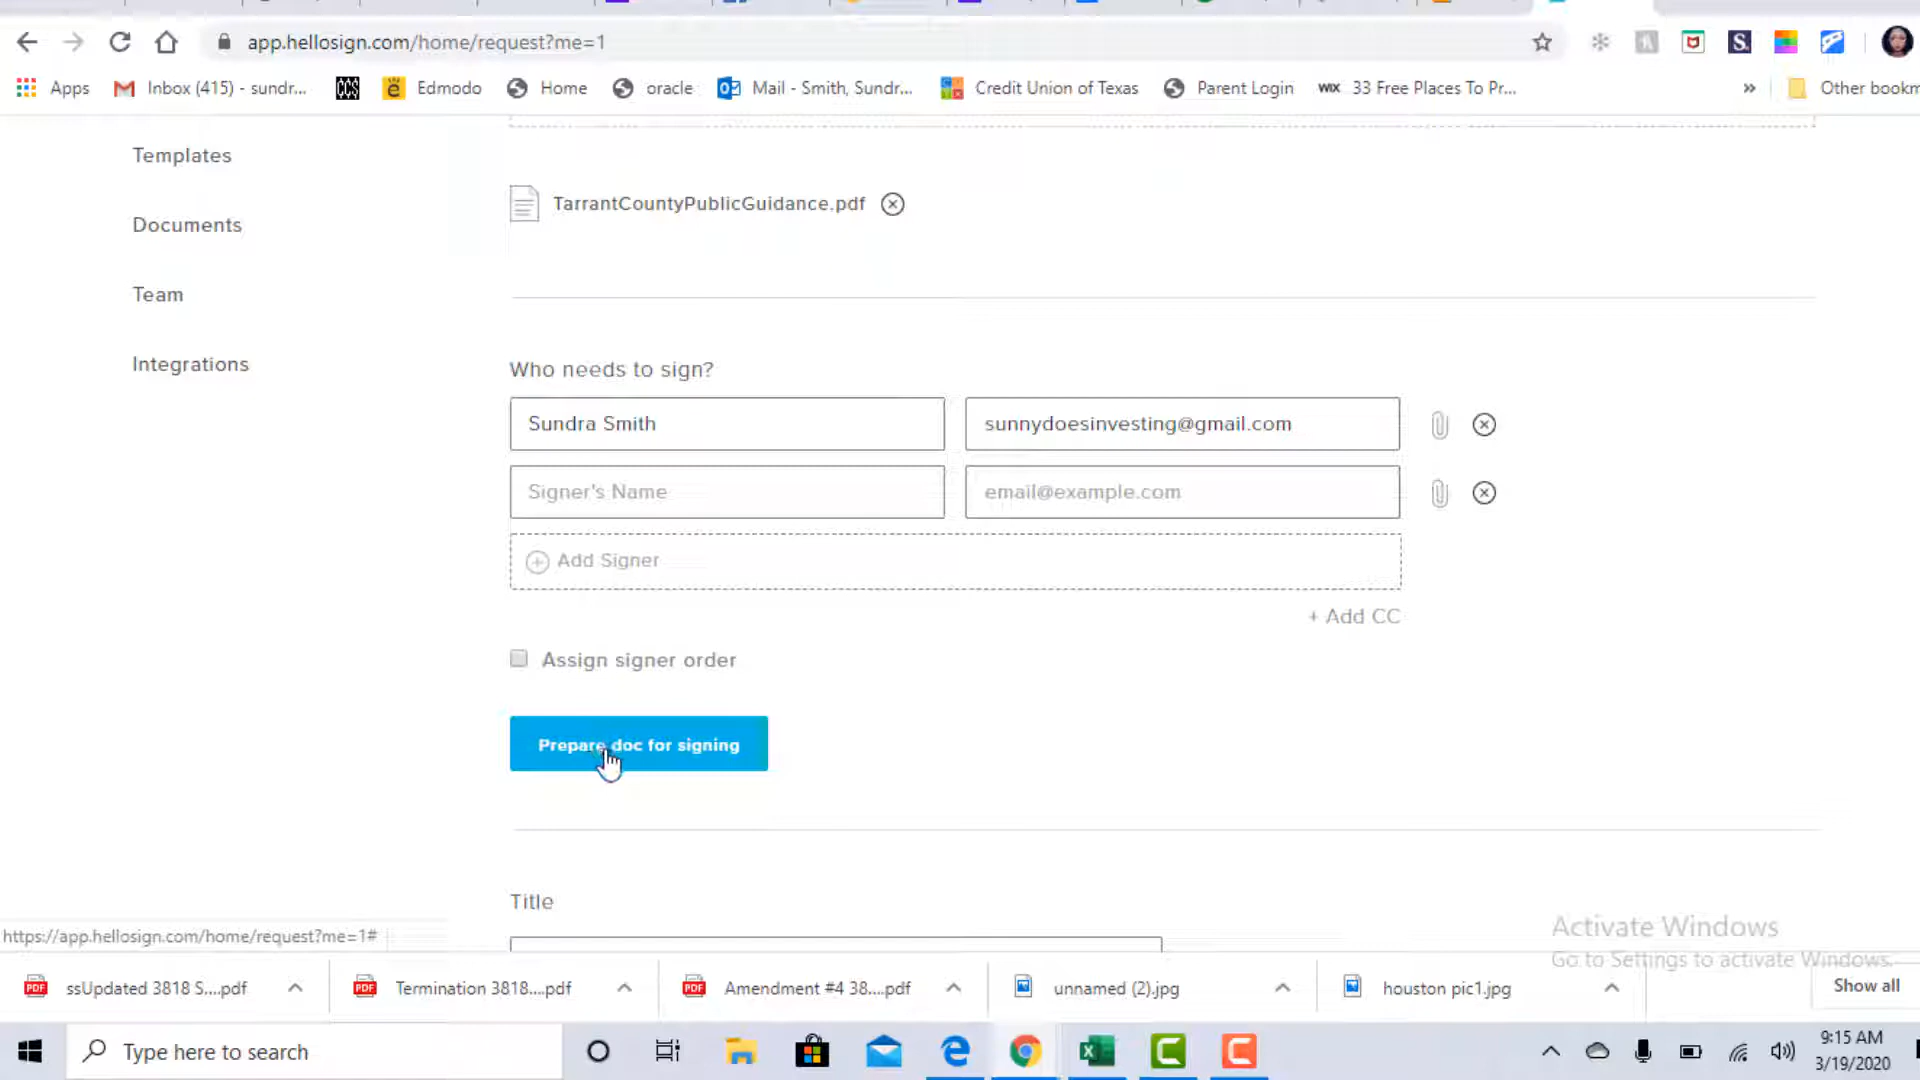 app.hellosign.com/home/request?me=1
Apps
Inbox (415) - sundr...
CCS
Edmodo
Home
oracle
Mail - Smith, Sundr...
Credit Union of Texas
Parent Login
WIX
33 Free Places To Pr...
»
Other bookm
Templates
Documents
Team
Integrations
TarrantCountyPublicGuidance.pdf
Who needs to sign?
Sundra Smith
sunnydoesinvesting@gmail.com
Signer's Name
email@example.com
Add Signer
+ Add CC
Assign signer order
Prepare doc for signing
Title
https://app.hellosign.com/home/request?me=1#
Activate Windows
Go to Settings to activate Windows.
PDF ssUpdated 3818 S....pdf
PDF Termination 3818....pdf
PDF Amendment #4 38....pdf
unnamed (2).jpg
houston pic1.jpg
Show all
Type here to search
9:15 AM
3/19/2020